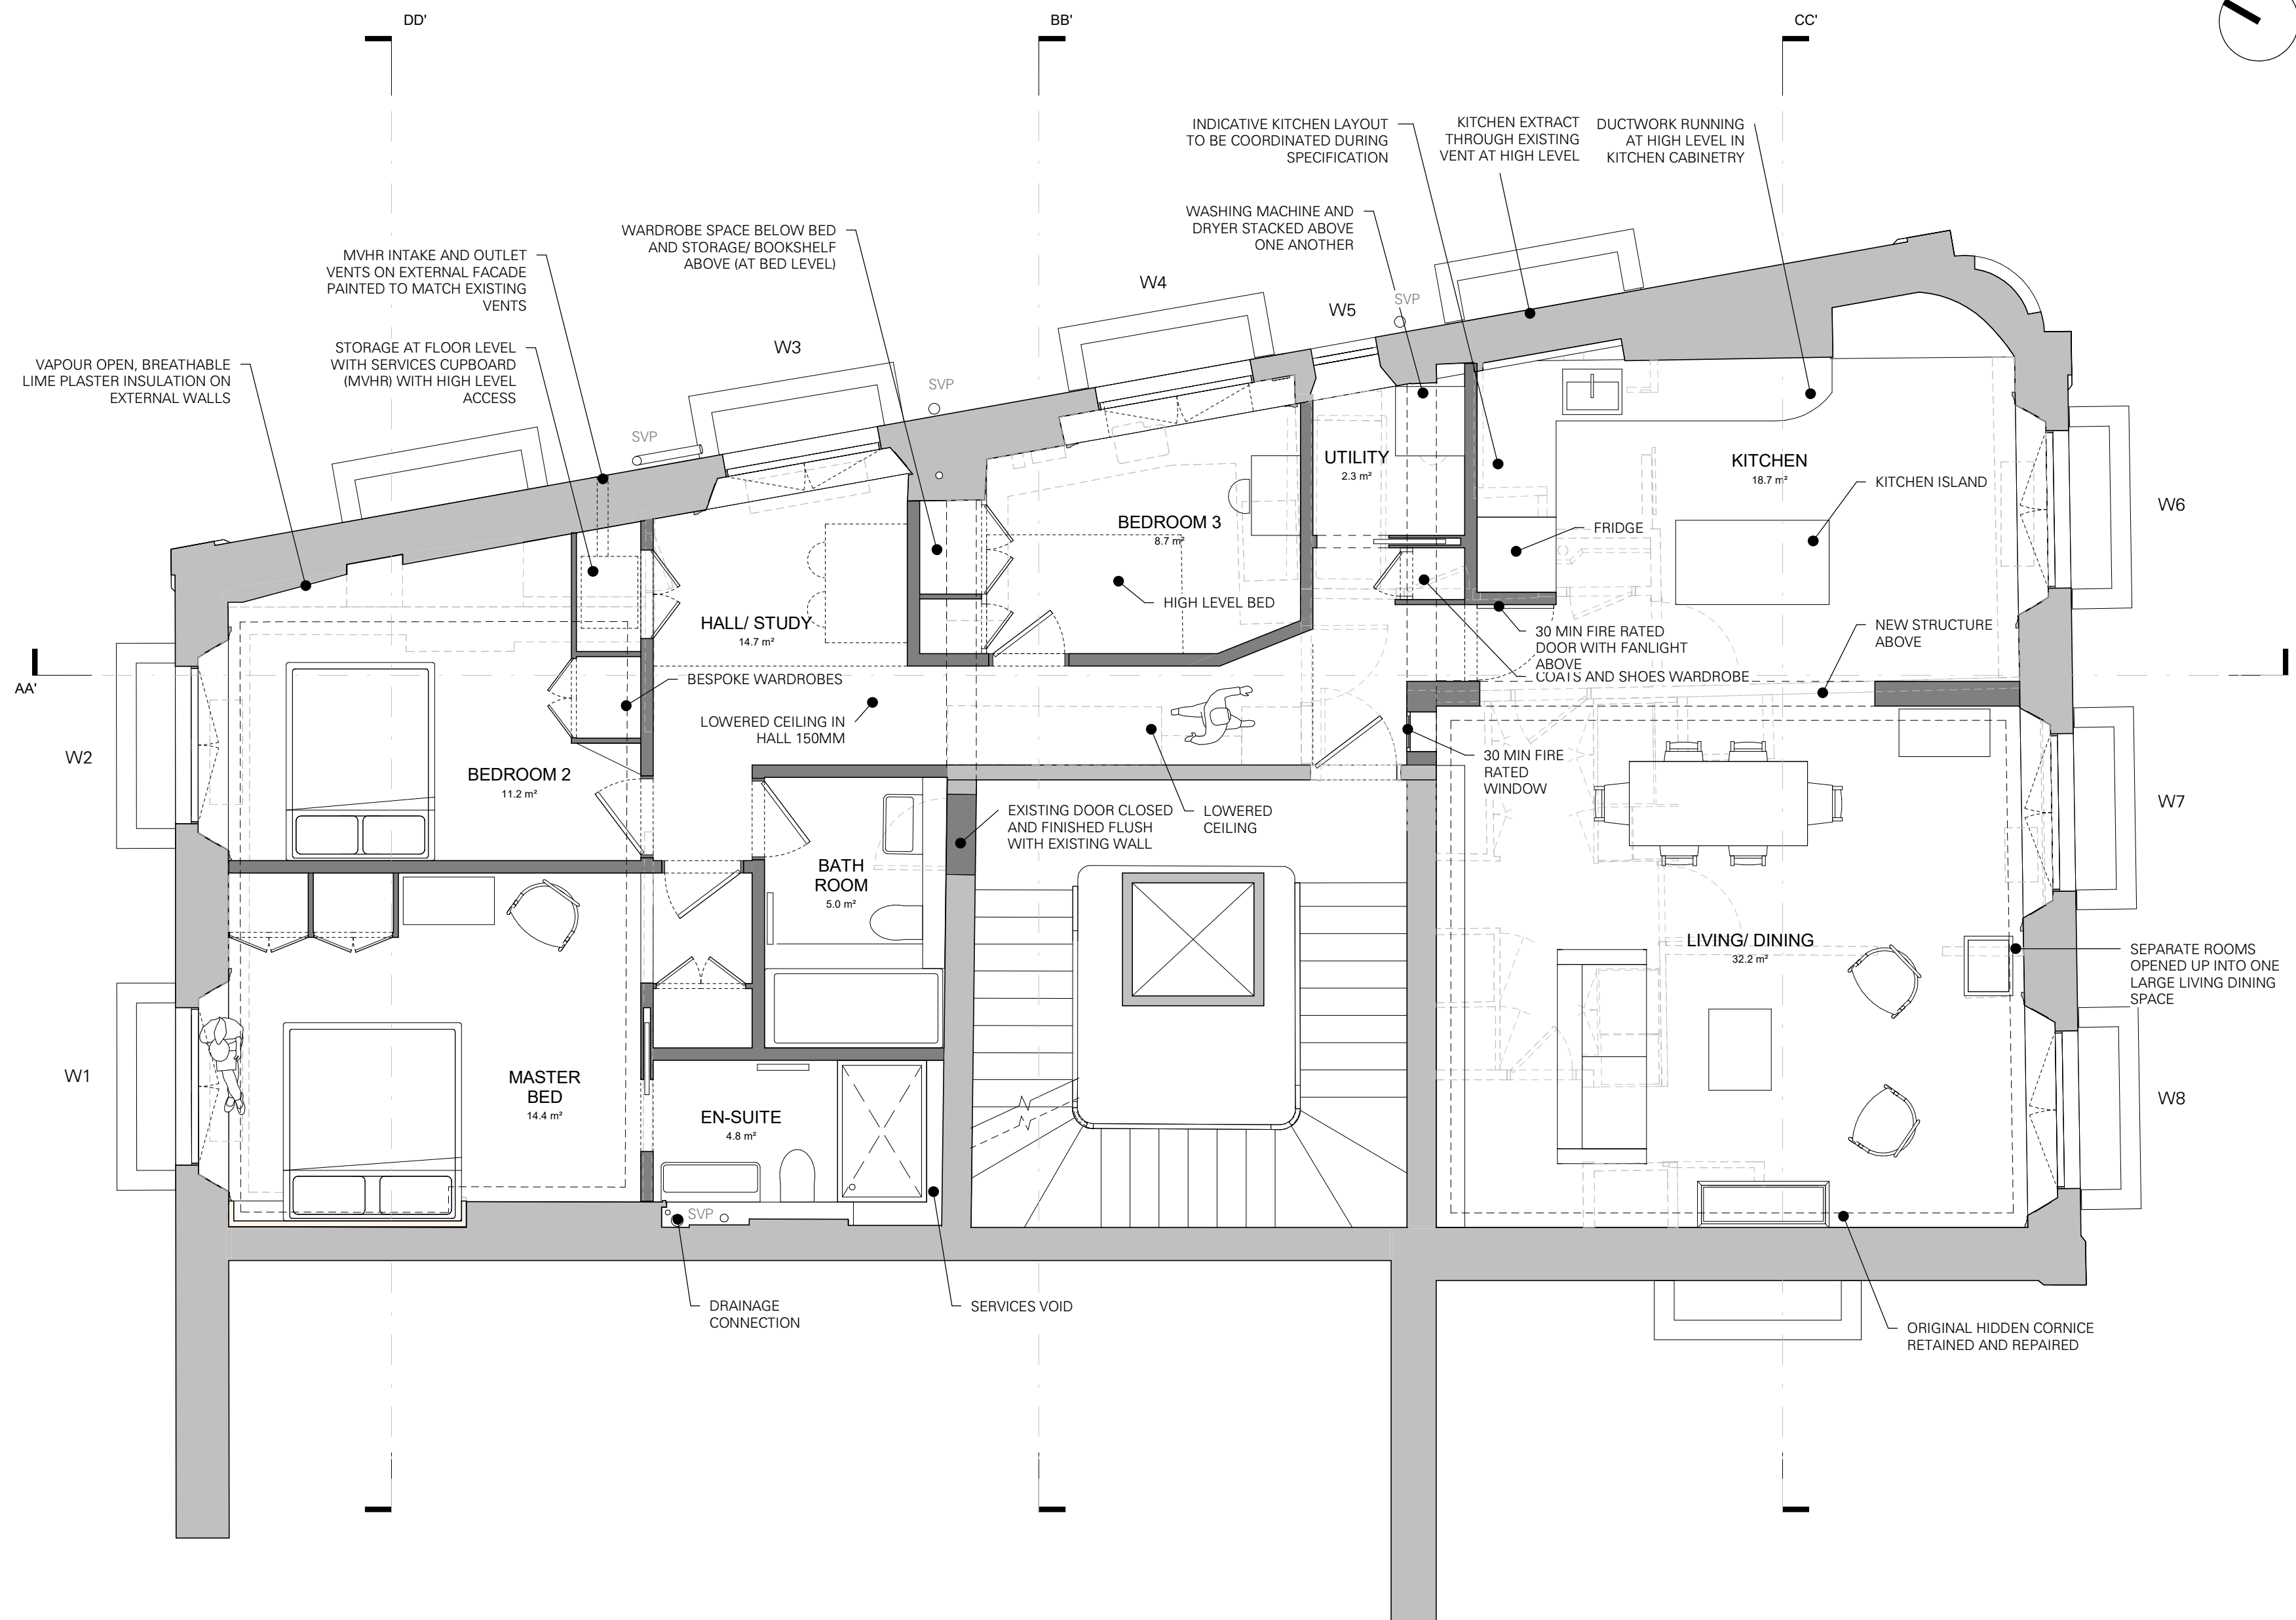 DD'
BB'
CC'
INDICATIVE KITCHEN LAYOUT
TO BE COORDINATED DURING
SPECIFICATION
KITCHEN EXTRACT
THROUGH EXISTING
VENT AT HIGH LEVEL
DUCTWORK RUNNING
AT HIGH LEVEL IN
KITCHEN CABINETRY
WASHING MACHINE AND
DRYER STACKED ABOVE
ONE ANOTHER
WARDROBE SPACE BELOW BED
AND STORAGE/ BOOKSHELF
ABOVE (AT BED LEVEL)
MVHR INTAKE AND OUTLET
VENTS ON EXTERNAL FACADE
PAINTED TO MATCH EXISTING
VENTS
STORAGE AT FLOOR LEVEL
WITH SERVICES CUPBOARD
(MVHR) WITH HIGH LEVEL
ACCESS
VAPOUR OPEN, BREATHABLE
LIME PLASTER INSULATION ON
EXTERNAL WALLS
W3
W4
W5
SVP
SVP
SVP
UTILITY
2.3 m²
KITCHEN
18.7 m²
KITCHEN ISLAND
W6
BEDROOM 3
8.7 m²
FRIDGE
HIGH LEVEL BED
HALL/ STUDY
14.7 m²
30 MIN FIRE RATED
DOOR WITH FANLIGHT
ABOVE
COATS AND SHOES WARDROBE
NEW STRUCTURE
ABOVE
AA'
BESPOKE WARDROBES
LOWERED CEILING IN
HALL 150MM
W2
BEDROOM 2
11.2 m²
30 MIN FIRE
RATED
WINDOW
W7
EXISTING DOOR CLOSED
AND FINISHED FLUSH
WITH EXISTING WALL
LOWERED
CEILING
BATH
ROOM
5.0 m²
LIVING/ DINING
32.2 m²
SEPARATE ROOMS
OPENED UP INTO ONE
LARGE LIVING DINING
SPACE
W1
MASTER
BED
14.4 m²
EN-SUITE
4.8 m²
W8
SVP
DRAINAGE
CONNECTION
SERVICES VOID
ORIGINAL HIDDEN CORNICE
RETAINED AND REPAIRED